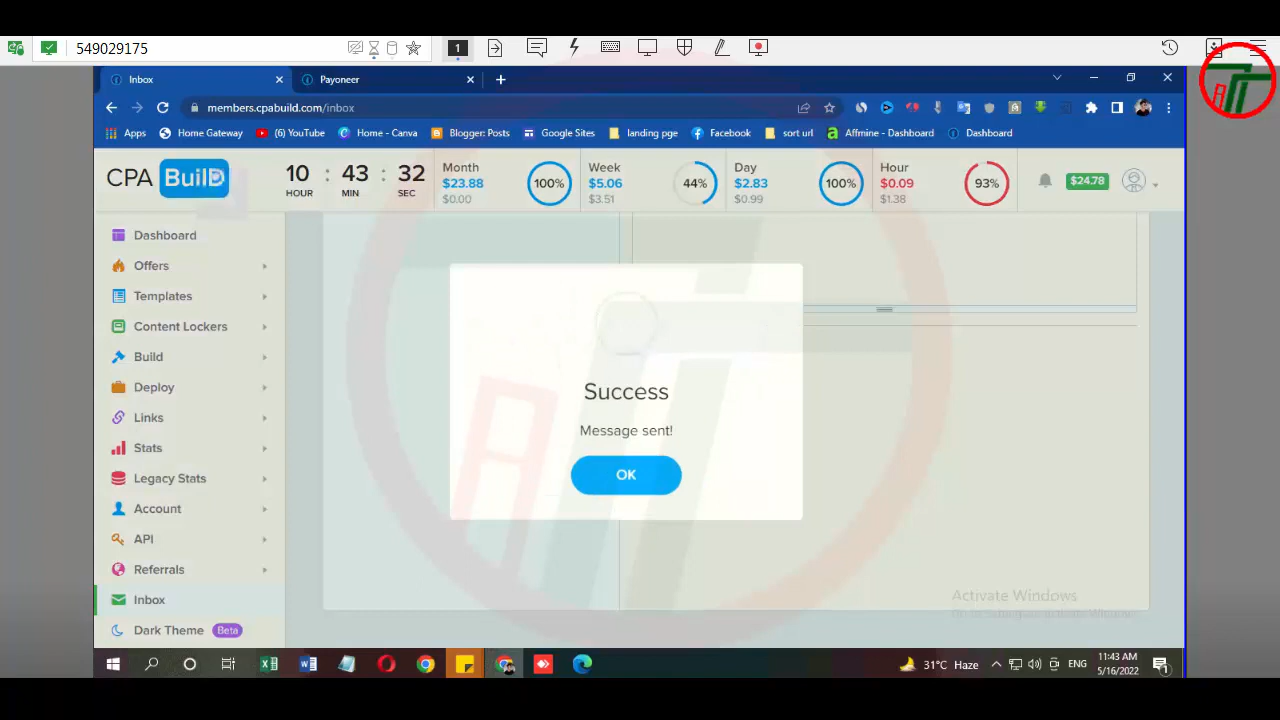 549029175
1
Inbox
Payoneer
members.cpabuild.com/inbox
Apps
Home Gateway
(6) YouTube
Home - Canva
Blogger: Posts
Google Sites
landing pge
Facebook
sort url
Affmine - Dashboard
Dashboard
CPA BuilD
10 : 43 : 32
HOUR MIN SEC
Month
$23.88
$0.00
100%
Week
$5.06
$3.51
44%
Day
$2.83
$0.99
100%
Hour
$0.09
$1.38
93%
$24.78
Dashboard
Offers
Templates
Content Lockers
Build
Deploy
Links
Stats
Legacy Stats
Account
API
Referrals
Inbox
Dark Theme Beta
Success
Message sent!
OK
Activate Windows
31°C Haze
ENG
11:43 AM
5/16/2022
1